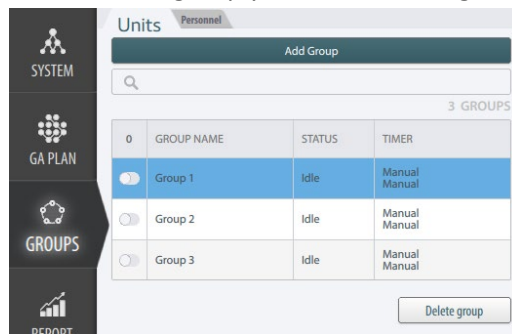 Units Personnel
Add Group
SYSTEM
3 GROUPS
0 GROUP NAME STATUS TIMER
GA PLAN
Group 1 Idle Manual
Manual
Group 2 Idle Manual
Manual
GROUPS
Group 3 Idle Manual
Manual
Delete group
REPORT